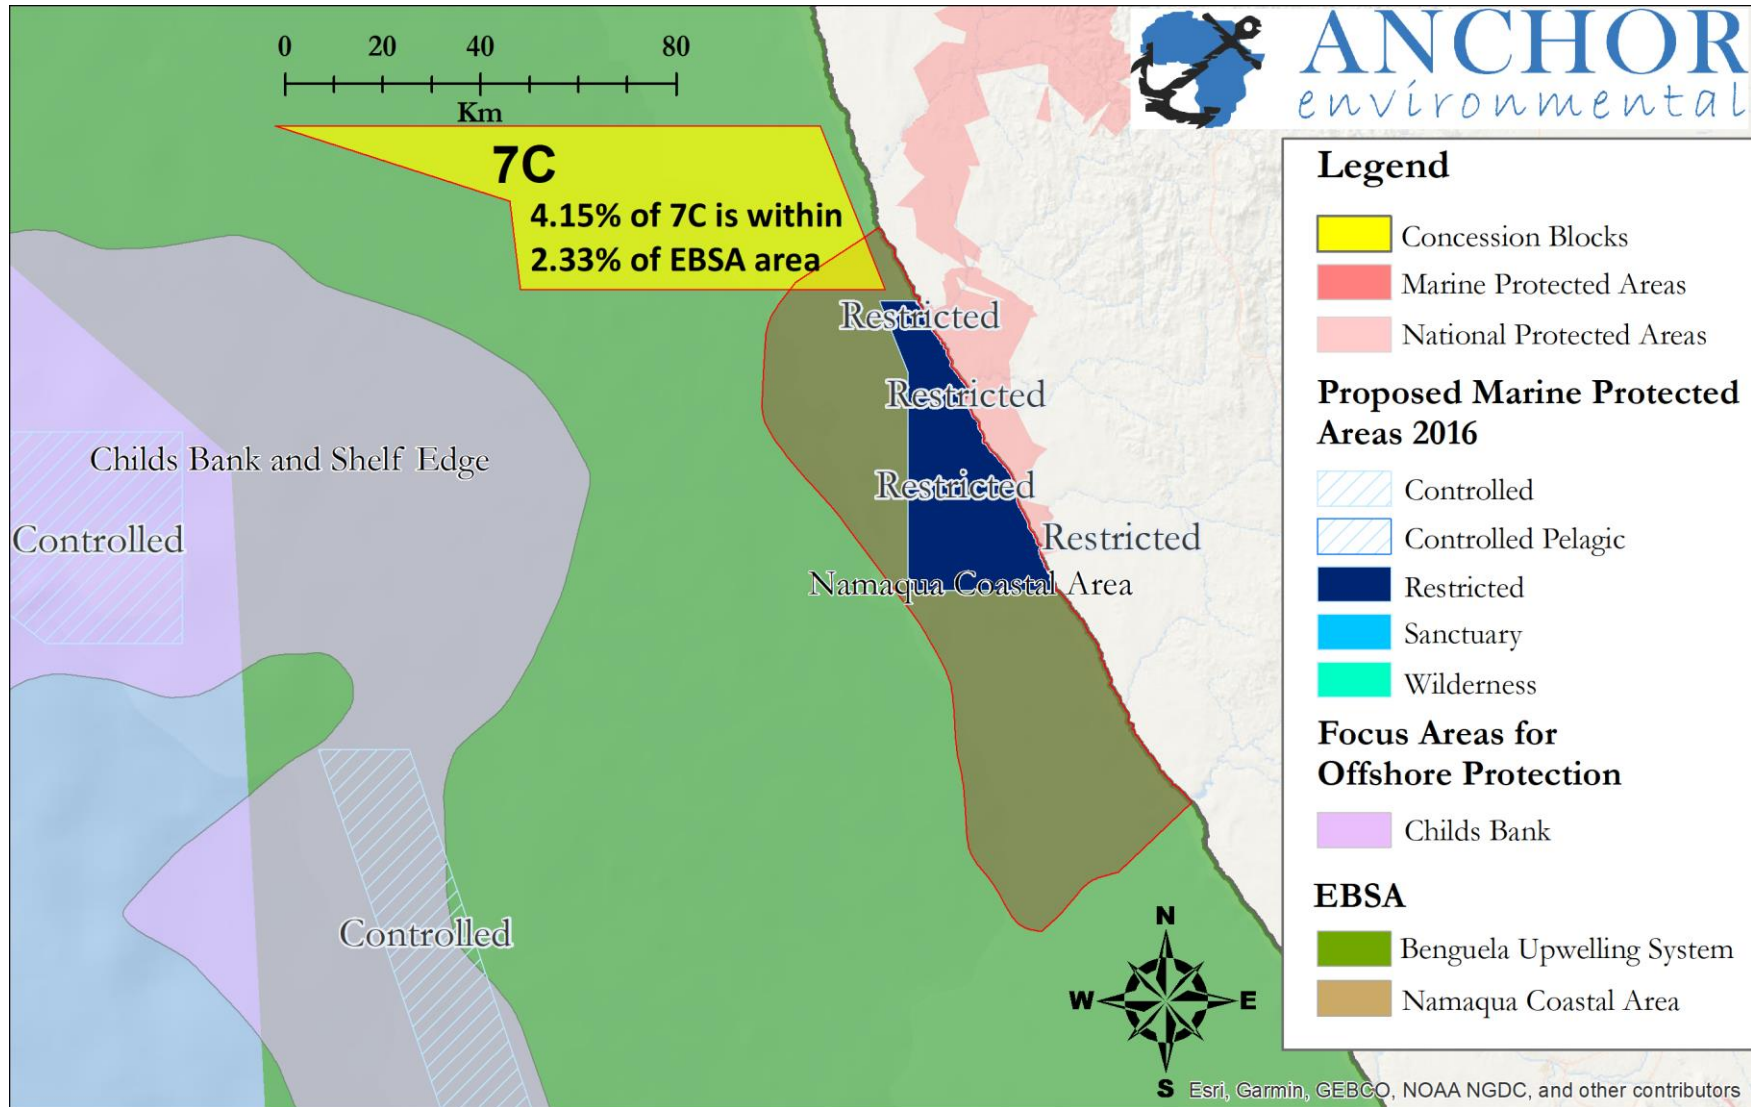 0 20 40 80
Km
ANCHOR
environmental
7C
4.15% of 7C is within
2.33% of EBSA area
Restricted
Restricted
Restricted
Restricted
Namaqua Coastal Area
Childs Bank and Shelf Edge
Controlled
Controlled
Legend
Concession Blocks
Marine Protected Areas
National Protected Areas
Proposed Marine Protected
Areas 2016
Controlled
Controlled Pelagic
Restricted
Sanctuary
Wilderness
Focus Areas for
Offshore Protection
Childs Bank
EBSA
Benguela Upwelling System
Namaqua Coastal Area
N
W E
S
Esri, Garmin, GEBCO, NOAA NGDC, and other contributors